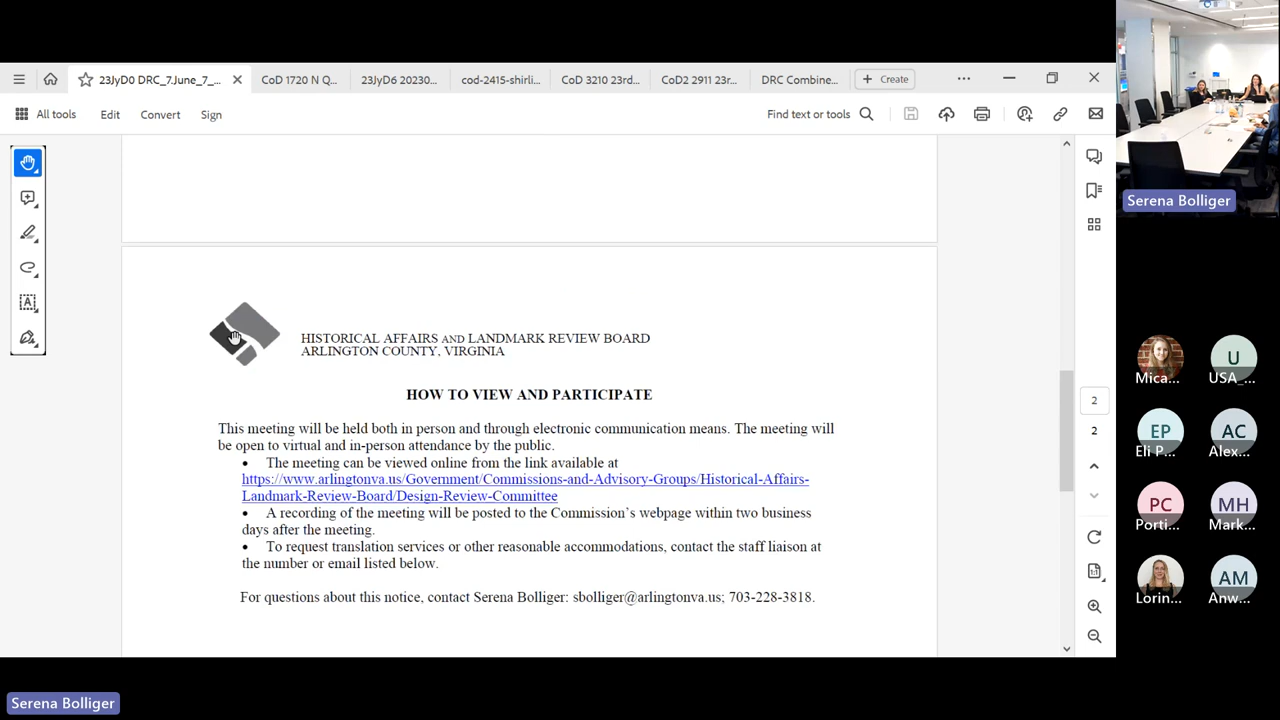 23JyD0 DRC_7.June_7_...
CoD 1720 N Q...
23JyD6 20230...
cod-2415-shirli...
CoD 3210 23rd...
CoD2 2911 23r...
DRC Combine...
Create
All tools
Edit
Convert
Sign
Find text or tools
HISTORICAL AFFAIRS AND LANDMARK REVIEW BOARD
ARLINGTON COUNTY, VIRGINIA
HOW TO VIEW AND PARTICIPATE
This meeting will be held both in person and through electronic communication means. The meeting will
be open to virtual and in-person attendance by the public.
• The meeting can be viewed online from the link available at
https://www.arlingtonva.us/Government/Commissions-and-Advisory-Groups/Historical-Affairs-
Landmark-Review-Board/Design-Review-Committee
• A recording of the meeting will be posted to the Commission's webpage within two business
days after the meeting.
• To request translation services or other reasonable accommodations, contact the staff liaison at
the number or email listed below.
For questions about this notice, contact Serena Bolliger: sbolliger@arlingtonva.us; 703-228-3818.
2
2
Serena Bolliger
Mica...
U
USA_...
EP
Eli P...
AC
Alex...
PC
Porti...
MH
Mark...
Lorin...
AM
Anw...
Serena Bolliger